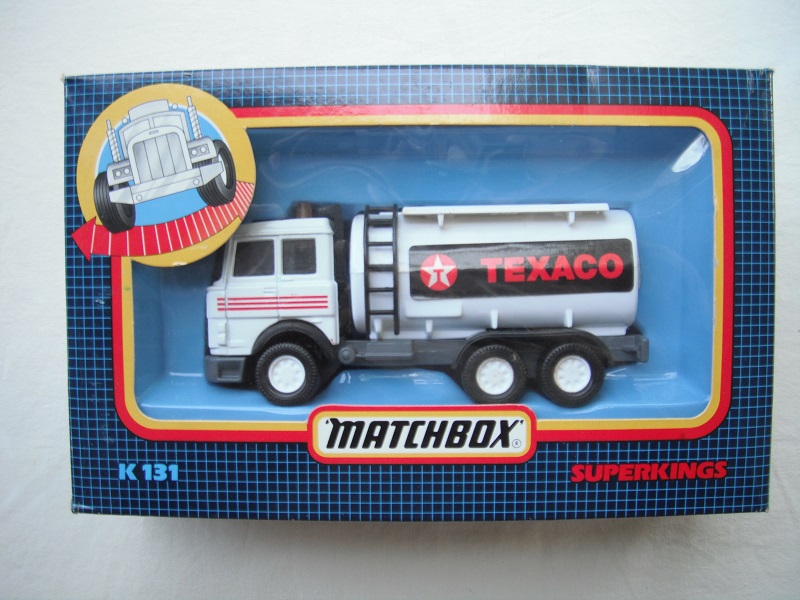 T TEXACO
'MATCHBOX'®
K 131
SUPERKINGS